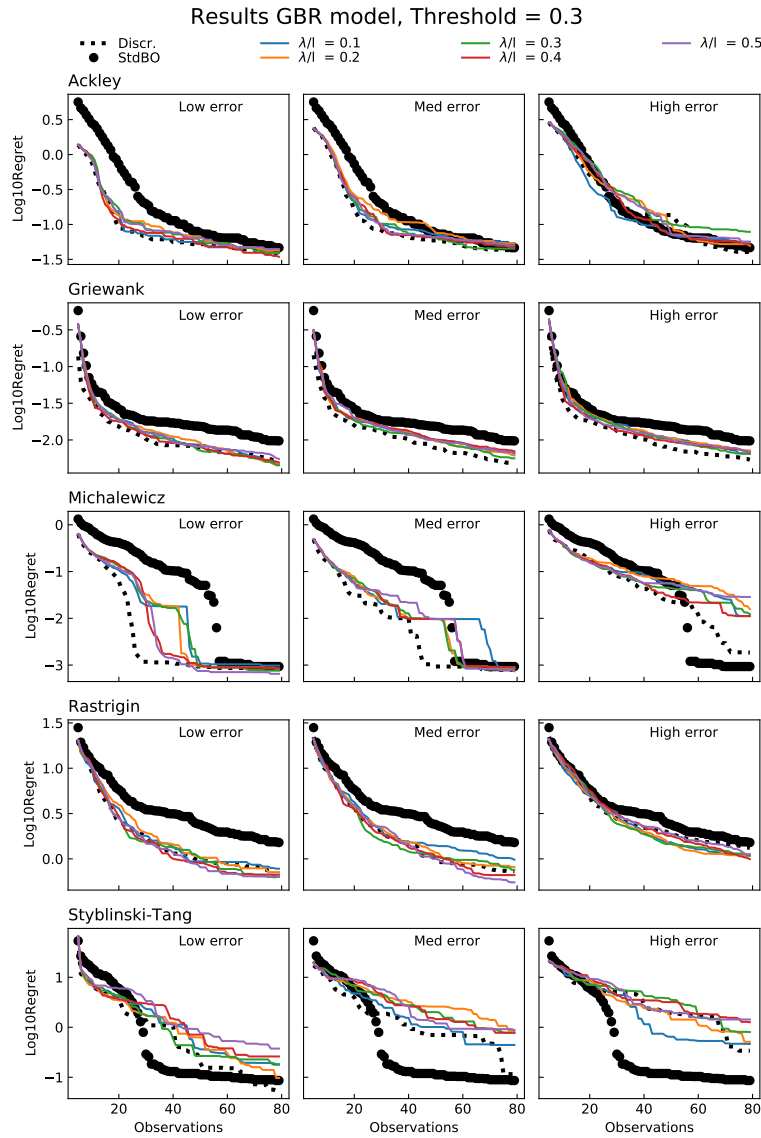 Results GBR model, Threshold = 0.3
Discr.
StdBO
λ/l = 0.1
λ/l = 0.2
λ/l = 0.3
λ/l = 0.4
λ/l = 0.5
Ackley
Low error
Med error
High error
Log10Regret
0.5
0.0
−0.5
−1.0
−1.5
Griewank
Low error
Med error
High error
Log10Regret
−0.5
−1.0
−1.5
−2.0
Michalewicz
Low error
Med error
High error
Log10Regret
0
−1
−2
−3
Rastrigin
Low error
Med error
High error
Log10Regret
1.5
1.0
0.5
0.0
Styblinski-Tang
Low error
Med error
High error
Log10Regret
1
0
−1
20 40 60 80
20 40 60 80
20 40 60 80
Observations
Observations
Observations